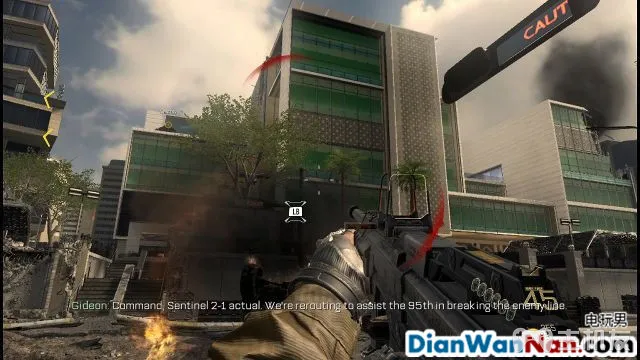 CAUT
LB
Gideon: Command, Sentinel 2-1 actual. We're rerouting to assist the 95th in breaking the enemy line.
电玩男
DianWanNan.com